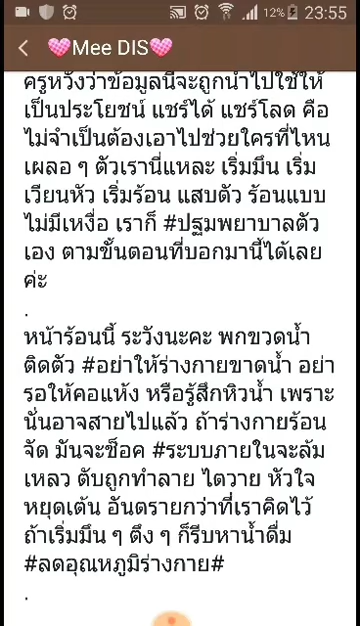 12% 23:55
💗Mee DIS💗
ครูหวังว่าข้อมูลนี้จะถูกนำไปใช้ให้
เป็นประโยชน์ แชร์ได้ แชร์โลด คือ
ไม่จำเป็นต้องเอาไปช่วยใครที่ไหน
เผลอ ๆ ตัวเรานี่แหละ เริ่มมึน เริ่ม
เวียนหัว เริ่มร้อน แสบตัว ร้อนแบบ
ไม่มีเหงื่อ เราก็ #ปฐมพยาบาลตัว
เอง ตามขั้นตอนที่บอกมานี้ได้เลย
ค่ะ
.
หน้าร้อนนี้ ระวังนะคะ พกขวดน้ำ
ติดตัว #อย่าให้ร่างกายขาดน้ำ อย่า
รอให้คอแห้ง หรือรู้สึกหิวน้ำ เพราะ
นั่นอาจสายไปแล้ว ถ้าร่างกายร้อน
จัด มันจะช็อค #ระบบภายในจะล้ม
เหลว ตับถูกทำลาย ไตวาย หัวใจ
หยุดเต้น อันตรายกว่าที่เราคิดไว้
ถ้าเริ่มมึน ๆ ตึง ๆ ก็รีบหาน้ำดื่ม
#ลดอุณหภูมิร่างกาย#
.